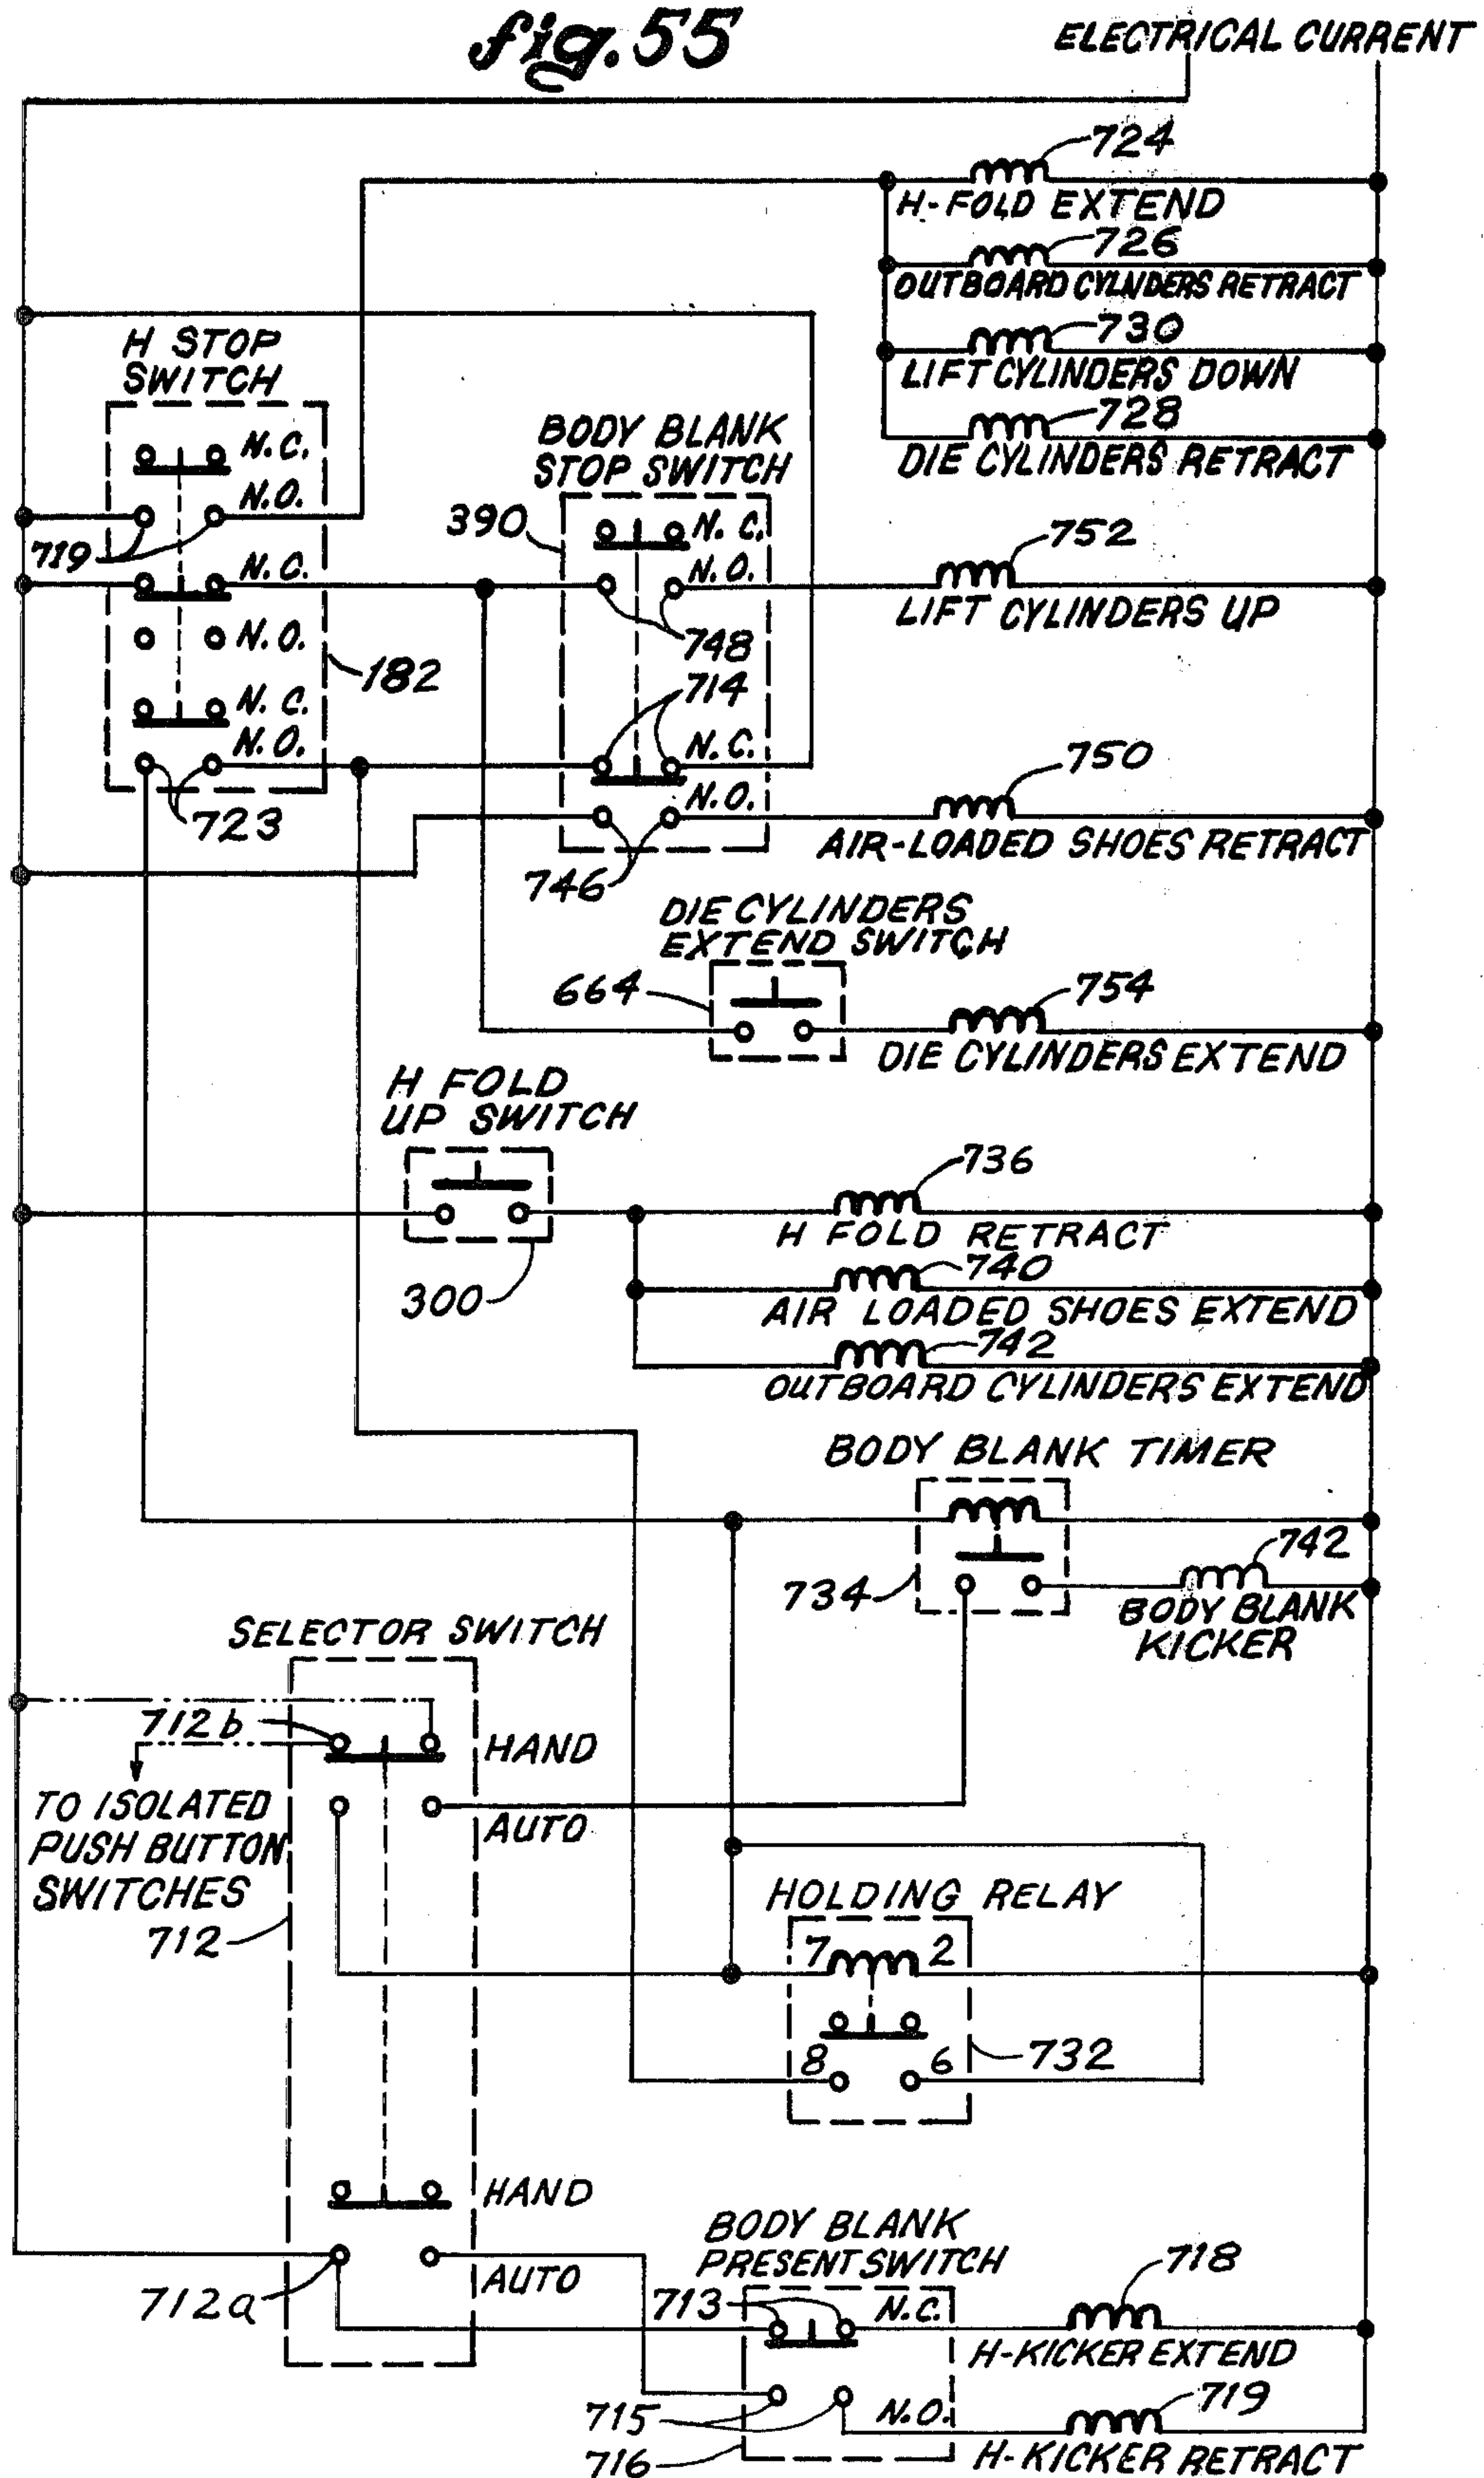 fig. 55
ELECTRICAL CURRENT
724
H-FOLD EXTEND
726
OUTBOARD CYLINDERS RETRACT
730
LIFT CYLINDERS DOWN
728
DIE CYLINDERS RETRACT
H STOP
SWITCH
N.C.
N.O.
719
N.C.
N.O.
182
N.C.
N.O.
723
BODY BLANK
STOP SWITCH
390
N.C.
N.O.
748
714
N.C.
N.O.
746
752
LIFT CYLINDERS UP
750
AIR-LOADED SHOES RETRACT
DIE CYLINDERS
EXTEND SWITCH
664
754
DIE CYLINDERS EXTEND
H FOLD
UP SWITCH
300
736
H FOLD RETRACT
740
AIR LOADED SHOES EXTEND
742
OUTBOARD CYLINDERS EXTEND
BODY BLANK TIMER
734
742
BODY BLANK
KICKER
SELECTOR SWITCH
712b
HAND
TO ISOLATED
PUSH BUTTON
SWITCHES
AUTO
712
HOLDING RELAY
7 2
8 6
732
HAND
AUTO
712a
BODY BLANK
PRESENT SWITCH
713
N.C.
718
H-KICKER EXTEND
715
N.O.
719
716
H-KICKER RETRACT